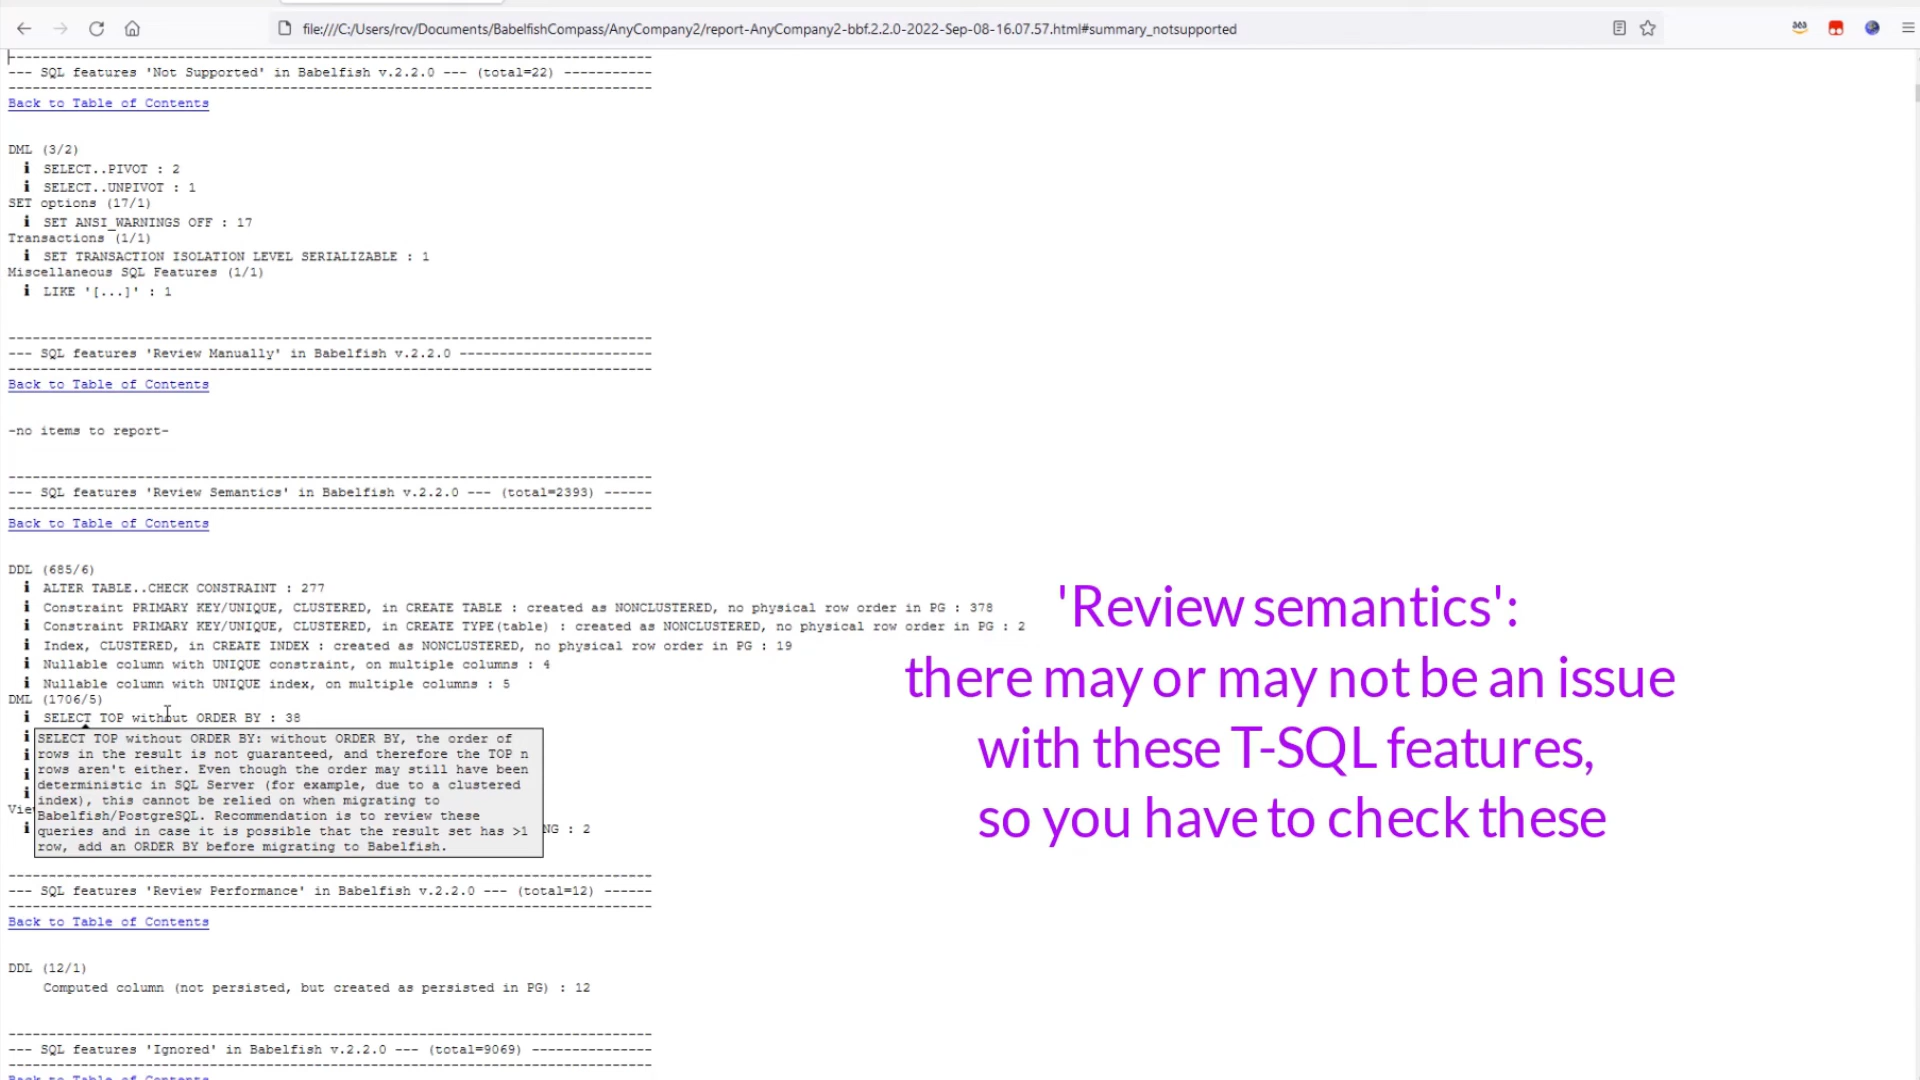 file:///C:/Users/rcv/Documents/BabelfishCompass/AnyCompany2/report-AnyCompany2-bbf.2.2.0-2022-Sep-08-16.07.57.html#summary_notsupported
--------------------------------------------------------------------------------
--- SQL features 'Not Supported' in Babelfish v.2.2.0 --- (total=22) -----------
--------------------------------------------------------------------------------
Back to Table of Contents
DML (3/2)
i SELECT..PIVOT : 2
i SELECT..UNPIVOT : 1
SET options (17/1)
i SET ANSI_WARNINGS OFF : 17
Transactions (1/1)
i SET TRANSACTION ISOLATION LEVEL SERIALIZABLE : 1
Miscellaneous SQL Features (1/1)
i LIKE '[...]' : 1
--------------------------------------------------------------------------------
--- SQL features 'Review Manually' in Babelfish v.2.2.0 ------------------------
--------------------------------------------------------------------------------
Back to Table of Contents
-no items to report-
--------------------------------------------------------------------------------
--- SQL features 'Review Semantics' in Babelfish v.2.2.0 --- (total=2393) ------
--------------------------------------------------------------------------------
Back to Table of Contents
DDL (685/6)
i ALTER TABLE..CHECK CONSTRAINT : 277
i Constraint PRIMARY KEY/UNIQUE, CLUSTERED, in CREATE TABLE : created as NONCLUSTERED, no physical row order in PG : 378
i Constraint PRIMARY KEY/UNIQUE, CLUSTERED, in CREATE TYPE(table) : created as NONCLUSTERED, no physical row order in PG : 2
i Index, CLUSTERED, in CREATE INDEX : created as NONCLUSTERED, no physical row order in PG : 19
i Nullable column with UNIQUE constraint, on multiple columns : 4
i Nullable column with UNIQUE index, on multiple columns : 5
DML (1706/5)
i SELECT TOP without ORDER BY : 38
SELECT TOP without ORDER BY: without ORDER BY, the order of
rows in the result is not guaranteed, and therefore the TOP n
rows aren't either. Even though the order may still have been
deterministic in SQL Server (for example, due to a clustered
index), this cannot be relied on when migrating to
Babelfish/PostgreSQL. Recommendation is to review these
queries and in case it is possible that the result set has >1
row, add an ORDER BY before migrating to Babelfish.
i
i
i
i
Vie
i NG : 2
--------------------------------------------------------------------------------
--- SQL features 'Review Performance' in Babelfish v.2.2.0 --- (total=12) ------
--------------------------------------------------------------------------------
Back to Table of Contents
DDL (12/1)
Computed column (not persisted, but created as persisted in PG) : 12
--------------------------------------------------------------------------------
--- SQL features 'Ignored' in Babelfish v.2.2.0 --- (total=9069) ---------------
--------------------------------------------------------------------------------
Back to Table of Contents
'Review semantics':
there may or may not be an issue
with these T-SQL features,
so you have to check these